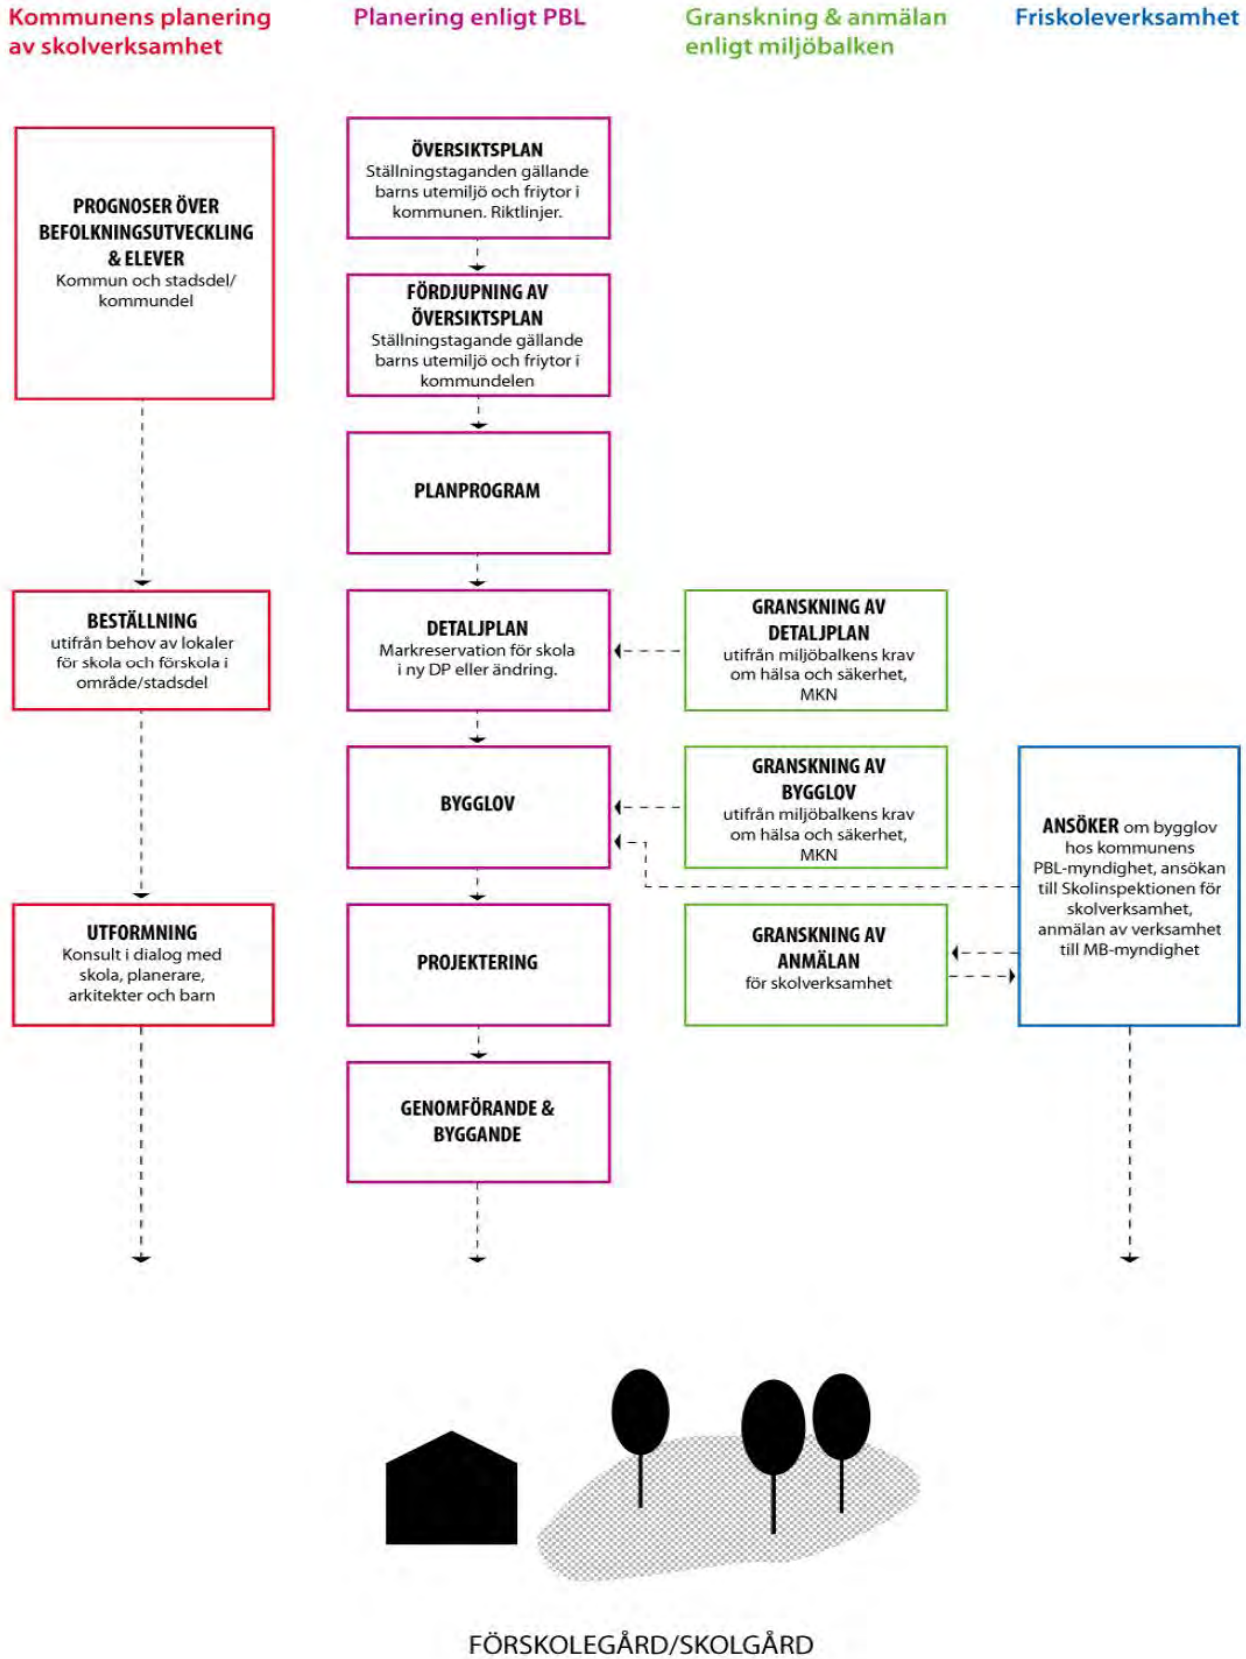 Kommunens planering
av skolverksamhet
Planering enligt PBL
Granskning & anmälan
enligt miljöbalken
Friskoleverksamhet
PROGNOSER ÖVER
BEFOLKNINGSUTVECKLING
& ELEVER
Kommun och stadsdel/
kommundel
BESTÄLLNING
utifrån behov av lokaler
för skola och förskola i
område/stadsdel
UTFORMNING
Konsult i dialog med
skola, planerare,
arkitekter och barn
ÖVERSIKTSPLAN
Ställningstaganden gällande
barns utemiljö och friytor i
kommunen. Riktlinjer.
FÖRDJUPNING AV
ÖVERSIKTSPLAN
Ställningstagande gällande
barns utemiljö och friytor i
kommundelen
PLANPROGRAM
DETALJPLAN
Markreservation för skola
i ny DP eller ändring.
BYGGLOV
PROJEKTERING
GENOMFÖRANDE &
BYGGANDE
GRANSKNING AV
DETALJPLAN
utifrån miljöbalkens krav
om hälsa och säkerhet,
MKN
GRANSKNING AV
BYGGLOV
utifrån miljöbalkens krav
om hälsa och säkerhet,
MKN
GRANSKNING AV
ANMÄLAN
för skolverksamhet
ANSÖKER om bygglov
hos kommunens
PBL-myndighet, ansökan
till Skolinspektionen för
skolverksamhet,
anmälan av verksamhet
till MB-myndighet
FÖRSKOLEGÅRD/SKOLGÅRD